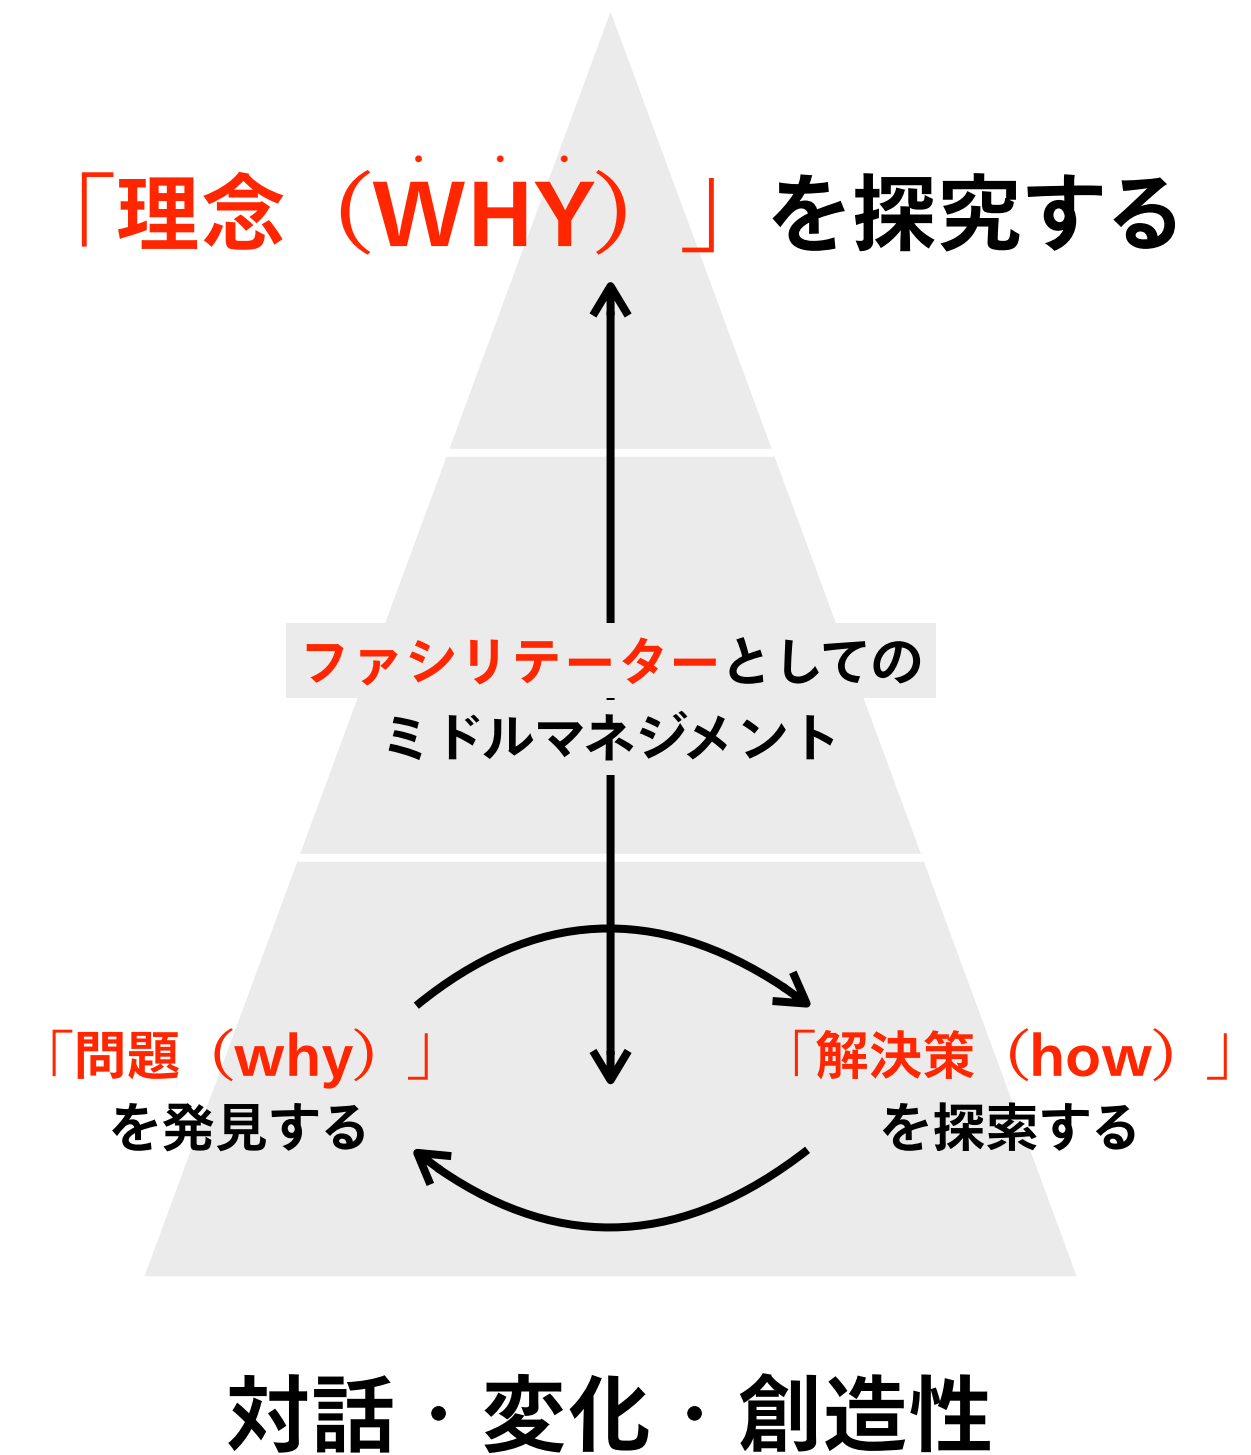 「理念（WHY）」を探究する
ファシリテーターとしての
ミドルマネジメント
「問題（why）」
を発見する
「解決策（how）」
を探索する
対話・変化・創造性